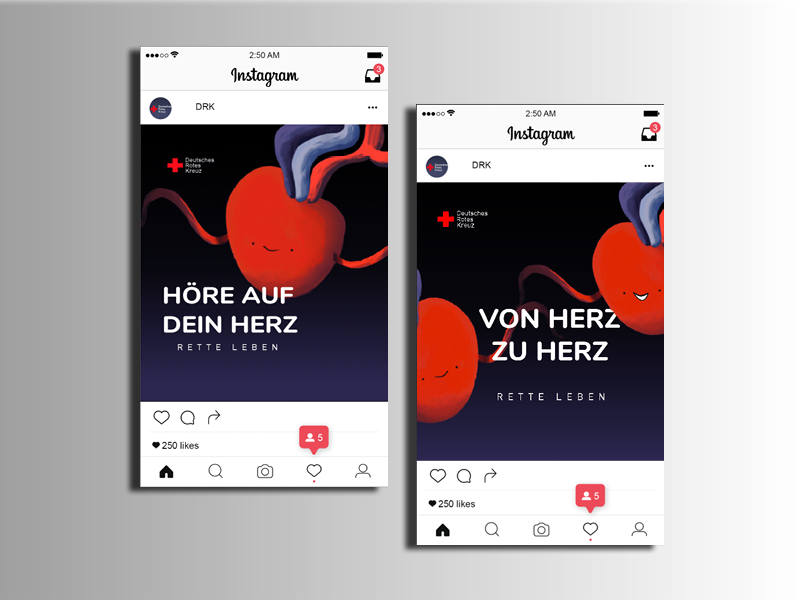 2:50 AM
Instagram
3
DRK
Deutsches
Rotes
Kreuz
HÖRE AUF
DEIN HERZ
RETTE LEBEN
250 likes
5
2:50 AM
Instagram
3
DRK
Deutsches
Rotes
Kreuz
VON HERZ
ZU HERZ
RETTE LEBEN
250 likes
5